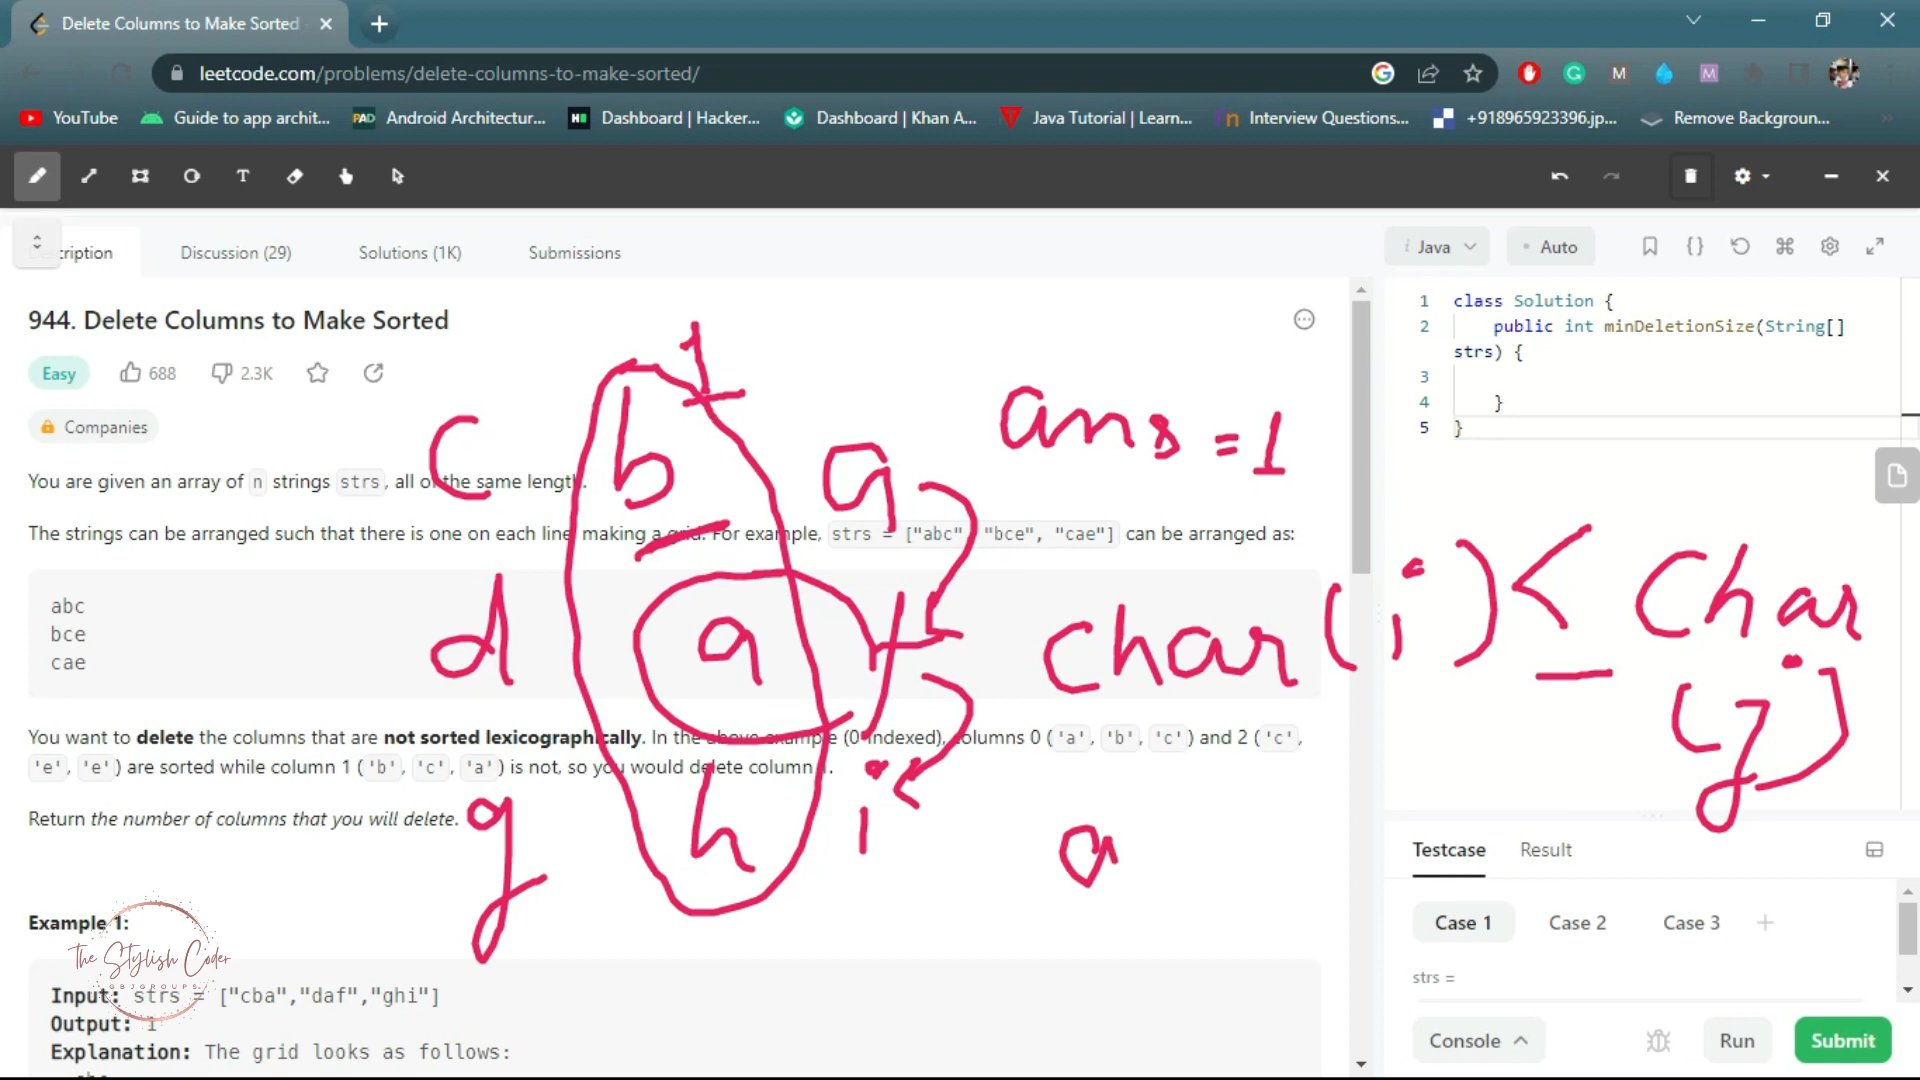 Delete Columns to Make Sorted
leetcode.com/problems/delete-columns-to-make-sorted/
YouTube
Guide to app archit...
Android Architectur...
Dashboard | Hacker...
Dashboard | Khan A...
Java Tutorial | Learn...
Interview Questions...
+918965923396.jp...
Remove Backgroun...
Discussion (29)
Solutions (1K)
Submissions
Java
Auto
944. Delete Columns to Make Sorted
Easy
688
2.3K
Companies
You are given an array of n strings strs, all of the same length.
The strings can be arranged such that there is one on each line, making a grid. For example, strs = ["abc", "bce", "cae"] can be arranged as:
abc
bce
cae
You want to delete the columns that are not sorted lexicographically. In the above example (0-indexed), columns 0 ('a', 'b', 'c') and 2 ('c',
'e', 'e') are sorted while column 1 ('b', 'c', 'a') is not, so you would delete column 1.
Return the number of columns that you will delete.
Example 1:
Input: strs = ["cba","daf","ghi"]
Output: 1
Explanation: The grid looks as follows:
The Stylish Coder
GBJGROUPS
1
c b a
d a f
g h i
ans = 1
char(i) <= char
(j)
a
1 class Solution {
2 public int minDeletionSize(String[]
strs) {
3
4 }
5 }
Testcase
Result
Case 1
Case 2
Case 3
strs =
Console
Run
Submit